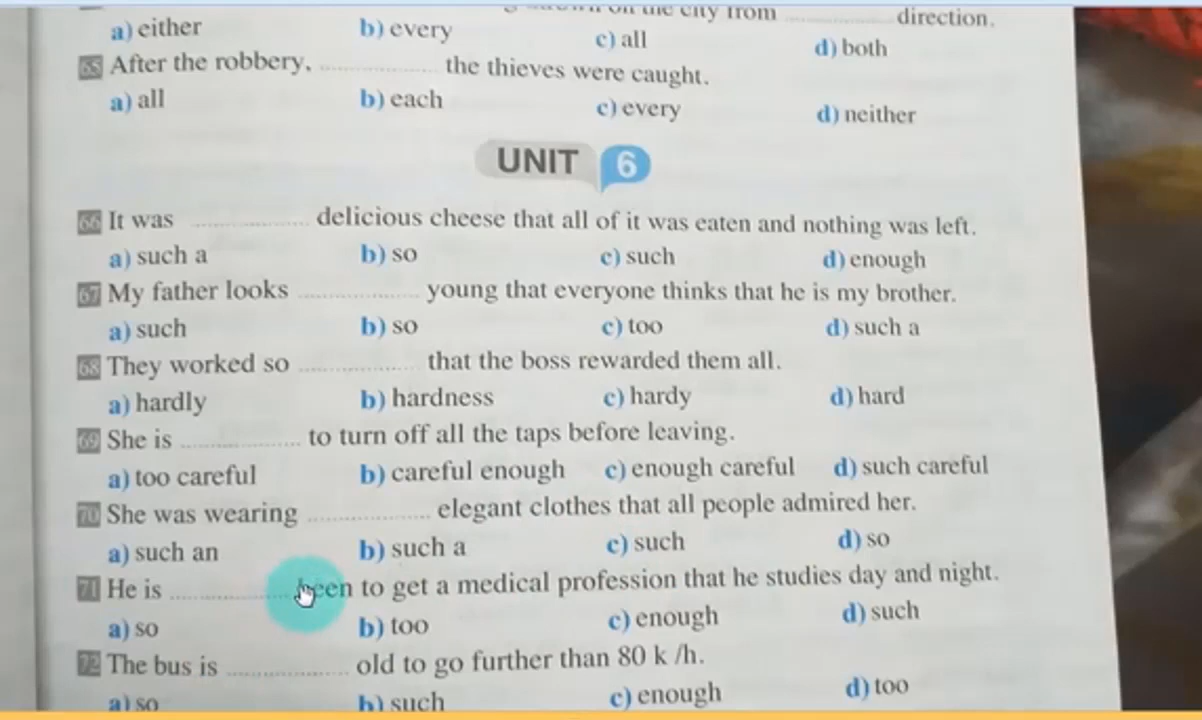 on the city from .............. direction.
a) either b) every c) all d) both
65 After the robbery, .............. the thieves were caught.
a) all b) each c) every d) neither
UNIT 6
66 It was .............. delicious cheese that all of it was eaten and nothing was left.
a) such a b) so c) such d) enough
67 My father looks .............. young that everyone thinks that he is my brother.
a) such b) so c) too d) such a
68 They worked so .............. that the boss rewarded them all.
a) hardly b) hardness c) hardy d) hard
69 She is .............. to turn off all the taps before leaving.
a) too careful b) careful enough c) enough careful d) such careful
70 She was wearing .............. elegant clothes that all people admired her.
a) such an b) such a c) such d) so
71 He is .............. keen to get a medical profession that he studies day and night.
a) so b) too c) enough d) such
72 The bus is .............. old to go further than 80 k /h.
a) so b) such c) enough d) too